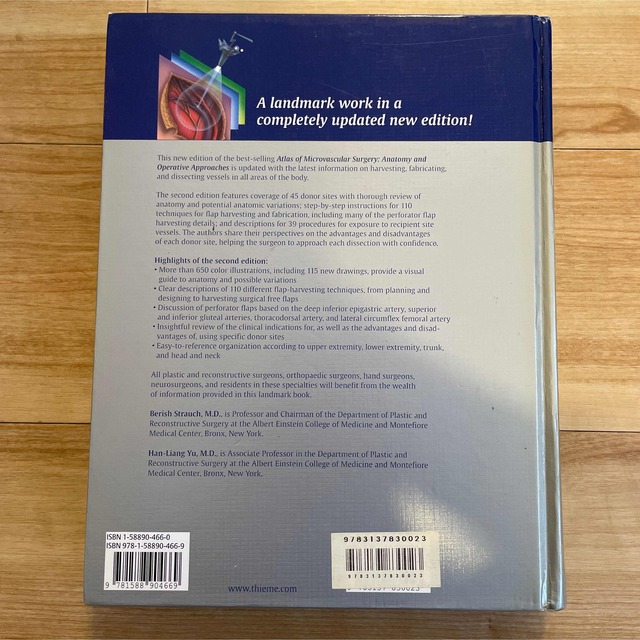 A landmark work in a
completely updated new edition!
This new edition of the best-selling Atlas of Microvascular Surgery: Anatomy and
Operative Approaches is updated with the latest information on harvesting, fabricating,
and dissecting vessels in all areas of the body.
The second edition features coverage of 45 donor sites with thorough review of
anatomy and potential anatomic variations; step-by-step instructions for 110
techniques for flap harvesting and fabrication, including many of the perforator flap
harvesting details; and descriptions for 39 procedures for exposure to recipient site
vessels. The authors share their perspectives on the advantages and disadvantages
of each donor site, helping the surgeon to approach each dissection with confidence.
Highlights of the second edition:
• More than 650 color illustrations, including 115 new drawings, provide a visual
guide to anatomy and possible variations
• Clear descriptions of 110 different flap-harvesting techniques, from planning and
designing to harvesting surgical free flaps
• Discussion of perforator flaps based on the deep inferior epigastric artery, superior
and inferior gluteal arteries, thoracodorsal artery, and lateral circumflex femoral artery
• Insightful review of the clinical indications for, as well as the advantages and disad-
vantages of, using specific donor sites
• Easy-to-reference organization according to upper extremity, lower extremity, trunk,
and head and neck
All plastic and reconstructive surgeons, orthopaedic surgeons, hand surgeons,
neurosurgeons, and residents in these specialties will benefit from the wealth
of information provided in this landmark book.
Berish Strauch, M.D., is Professor and Chairman of the Department of Plastic and
Reconstructive Surgery at the Albert Einstein College of Medicine and Montefiore
Medical Center, Bronx, New York.
Han-Liang Yu, M.D., is Associate Professor in the Department of Plastic and
Reconstructive Surgery at the Albert Einstein College of Medicine and Montefiore
Medical Center, Bronx, New York.
ISBN 1-58890-466-0
ISBN 978-1-58890-466-9
9 781588 904669
www.thieme.com
9783137830023
9783137830023